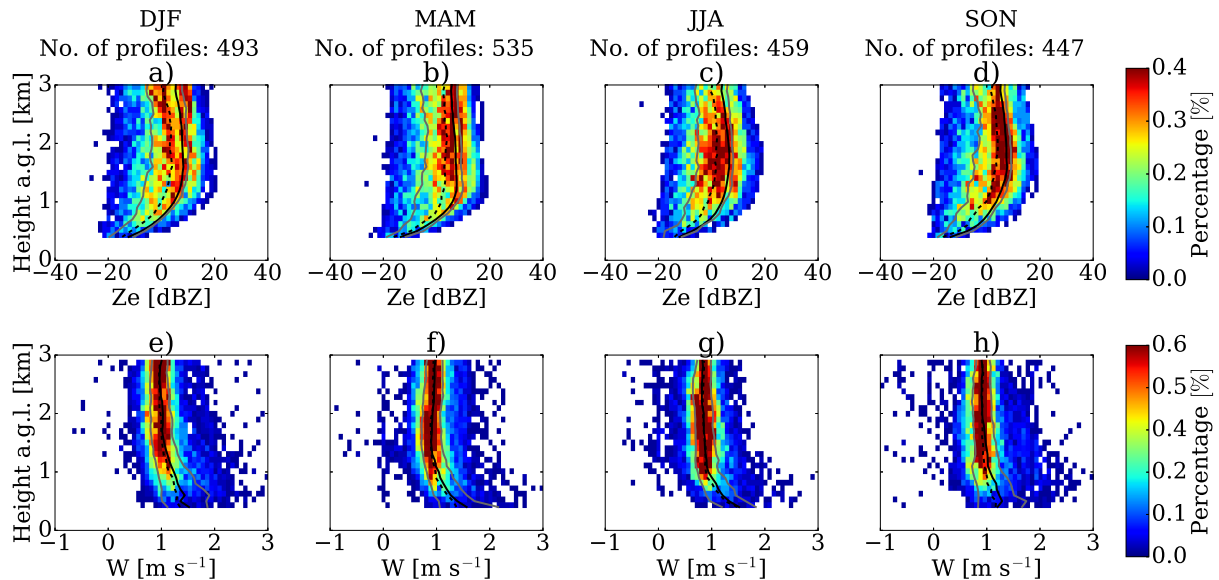 DJF
No. of profiles: 493
MAM
No. of profiles: 535
JJA
No. of profiles: 459
SON
No. of profiles: 447
a)
b)
c)
d)
Height a.g.l. [km]
3
2
1
0
−40 −20 0 20 40
−40 −20 0 20 40
−40 −20 0 20 40
−40 −20 0 20 40
Ze [dBZ]
Ze [dBZ]
Ze [dBZ]
Ze [dBZ]
0.4
0.3
0.2
0.1
0.0
Percentage [%]
e)
f)
g)
h)
Height a.g.l. [km]
3
2
1
0
−1 0 1 2 3
−1 0 1 2 3
−1 0 1 2 3
−1 0 1 2 3
W [m s⁻¹]
W [m s⁻¹]
W [m s⁻¹]
W [m s⁻¹]
0.6
0.5
0.4
0.2
0.1
0.0
Percentage [%]